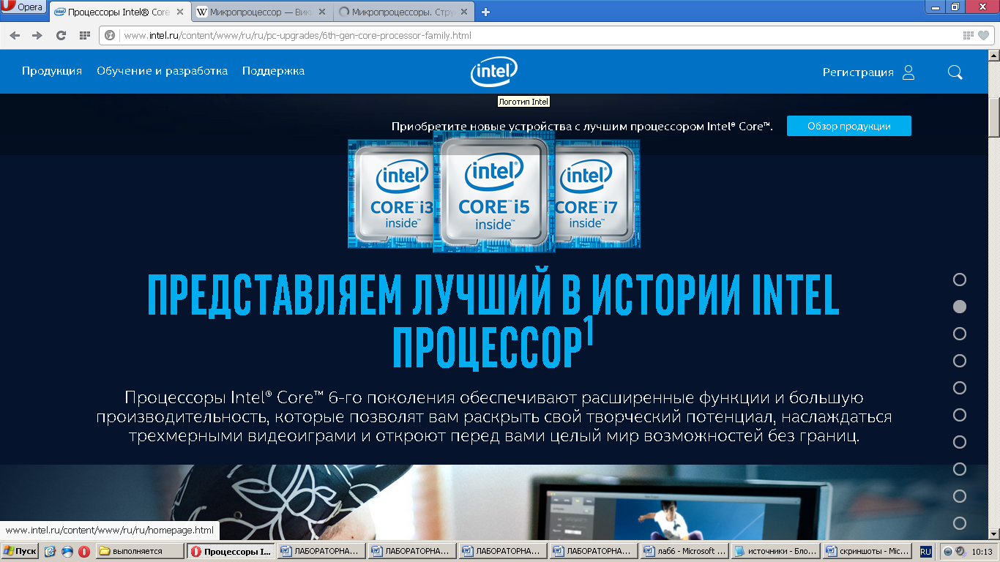 Opera
Процессоры Intel® Core
Микропроцессор — Вик
Микропроцессоры. Стру
www.intel.ru/content/www/ru/ru/pc-upgrades/6th-gen-core-processor-family.html
Продукция Обучение и разработка Поддержка
intel
Регистрация
Логотип Intel
Приобретите новые устройства с лучшим процессором Intel® Core™.
Обзор продукции
intel CORE™ i3 inside™
intel CORE™ i5 inside™
intel CORE™ i7 inside™
ПРЕДСТАВЛЯЕМ ЛУЧШИЙ В ИСТОРИИ INTEL
ПРОЦЕССОР1
Процессоры Intel® Core™ 6-го поколения обеспечивают расширенные функции и большую
производительность, которые позволят вам раскрыть свой творческий потенциал, наслаждаться
трехмерными видеоиграми и откроют перед вами целый мир возможностей без границ.
www.intel.ru/content/www/ru/ru/homepage.html
Пуск
выполняется
Процессоры I...
ЛАБОРАТОРНА...
ЛАБОРАТОРНА...
ЛАБОРАТОРНА...
ЛАБОРАТОРНА...
лаб6 - Microsoft ...
источники - Бло...
скриншоты - Mic...
RU
10:13